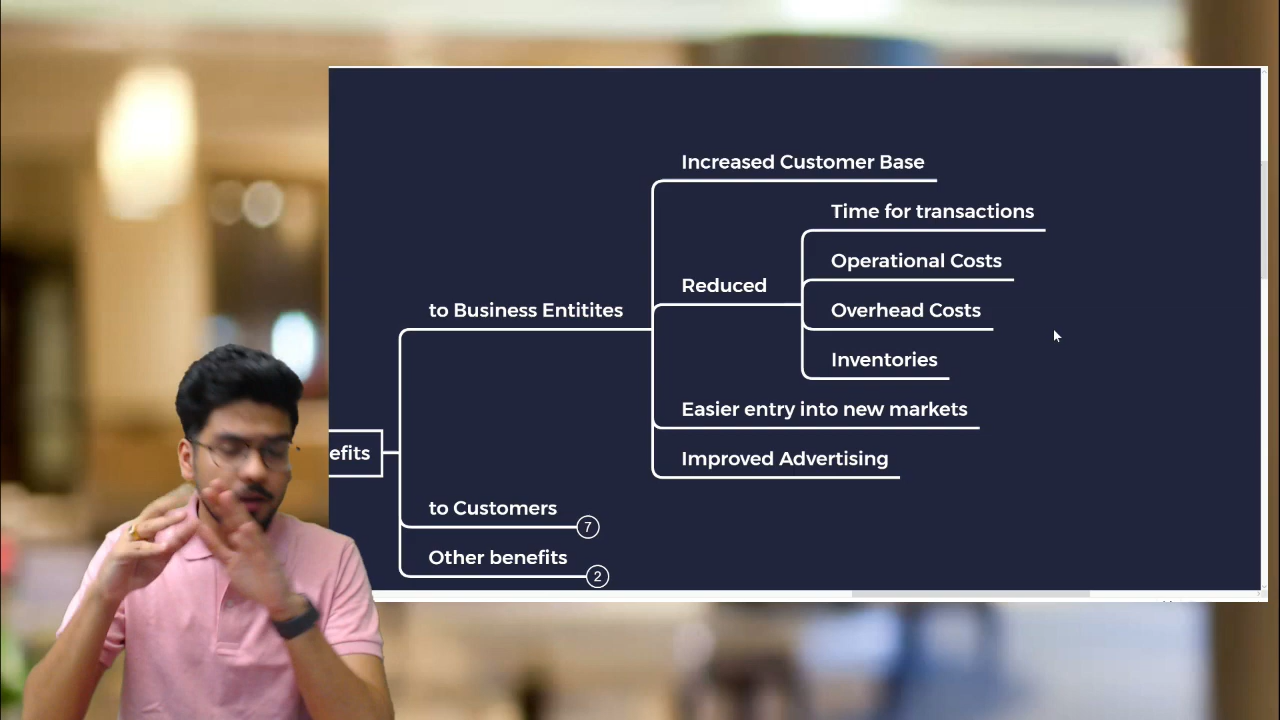 Increased Customer Base
Time for transactions
Operational Costs
Reduced
Overhead Costs
to Business Entitites
Inventories
Easier entry into new markets
efits
Improved Advertising
to Customers
7
Other benefits
2